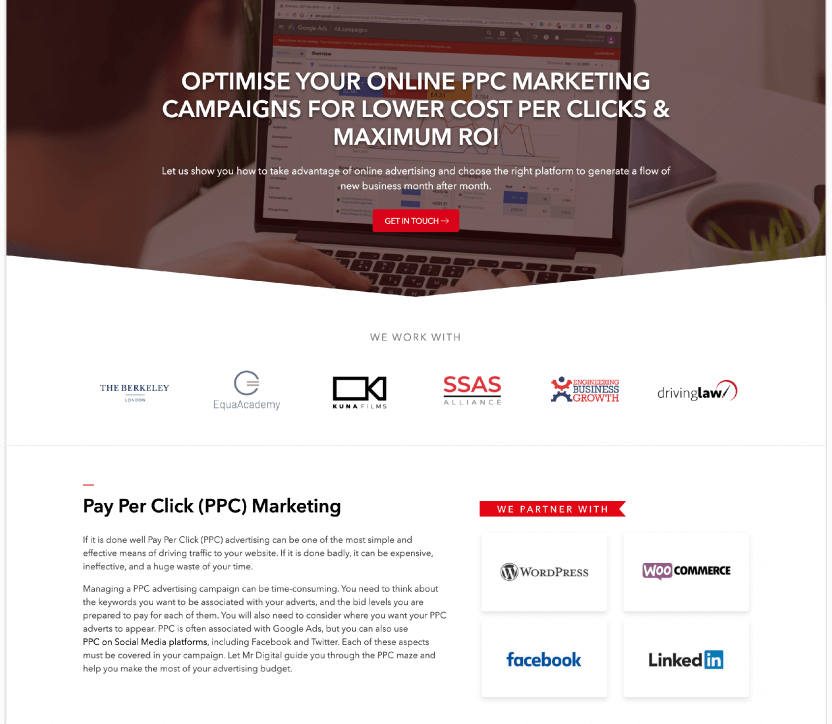 Google Ads
All campaigns
Overview
OPTIMISE YOUR ONLINE PPC MARKETING
CAMPAIGNS FOR LOWER COST PER CLICKS &
MAXIMUM ROI
Let us show you how to take advantage of online advertising and choose the right platform to generate a flow of
new business month after month.
GET IN TOUCH →
WE WORK WITH
THE BERKELEY
LONDON
EquaAcademy
KUNA FILMS
SSAS
ALLIANCE
ENGINEERING
BUSINESS
GROWTH
drivinglaw
Pay Per Click (PPC) Marketing
If it is done well Pay Per Click (PPC) advertising can be one of the most simple and
effective means of driving traffic to your website. If it is done badly, it can be expensive,
ineffective, and a huge waste of your time.
Managing a PPC advertising campaign can be time-consuming. You need to think about
the keywords you want to be associated with your adverts, and the bid levels you are
prepared to pay for each of them. You will also need to consider where you want your PPC
adverts to appear. PPC is often associated with Google Ads, but you can also use
PPC on Social Media platforms, including Facebook and Twitter. Each of these aspects
must be covered in your campaign. Let Mr Digital guide you through the PPC maze and
help you make the most of your advertising budget.
WE PARTNER WITH
WORDPRESS
WOO COMMERCE
facebook
Linked in